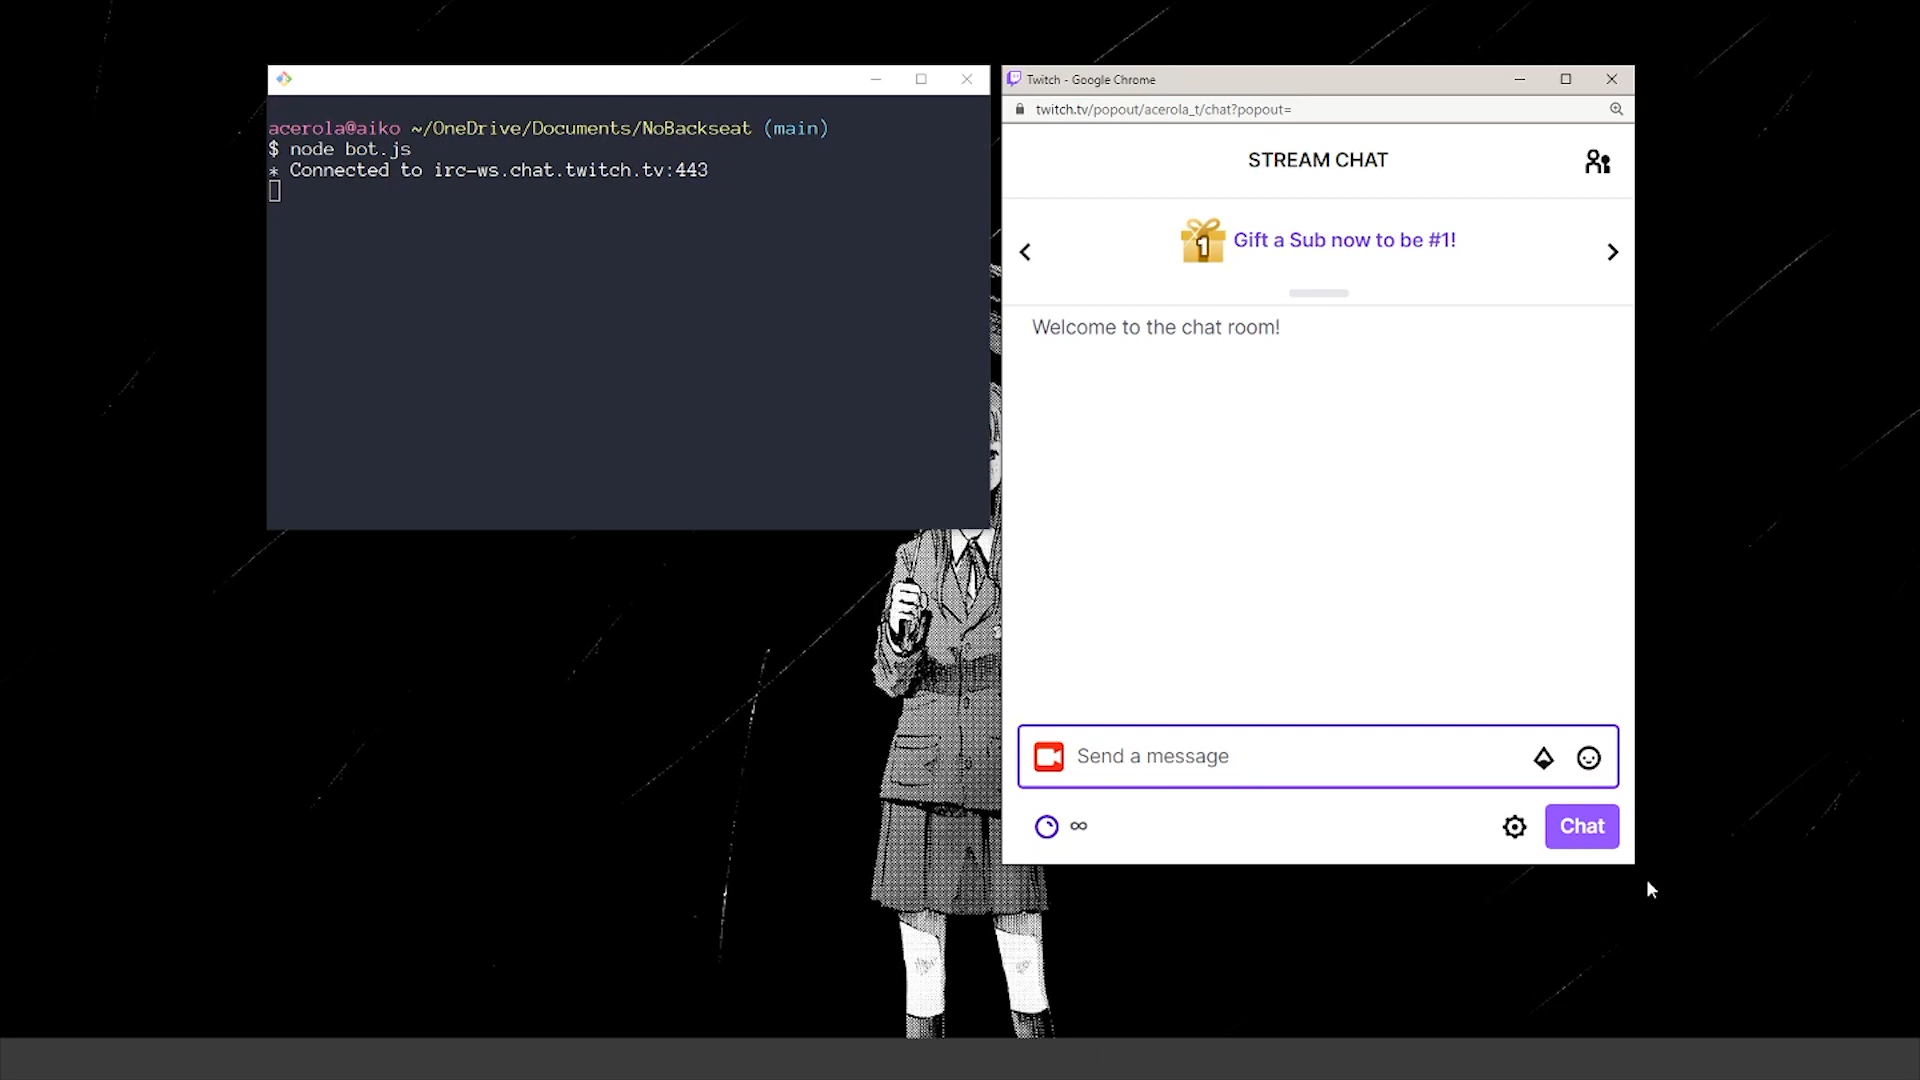 acerola@aiko ~/OneDrive/Documents/NoBackseat (main)
$ node bot.js
* Connected to irc-ws.chat.twitch.tv:443
Twitch - Google Chrome
twitch.tv/popout/acerola_t/chat?popout=
STREAM CHAT
1 Gift a Sub now to be #1!
Welcome to the chat room!
Send a message
∞
Chat